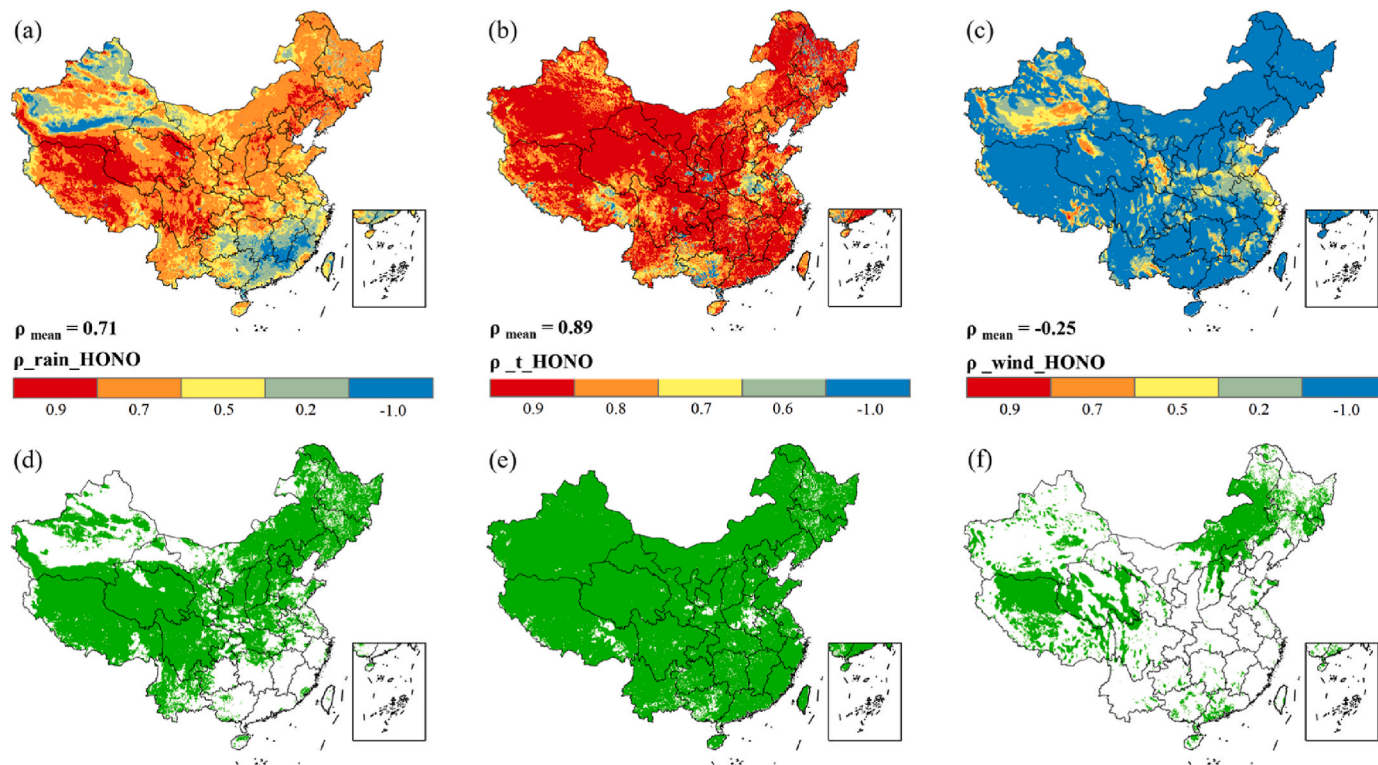 (a)
(b)
(c)
ρ mean = 0.71
ρ mean = 0.89
ρ mean = -0.25
ρ_rain_HONO
ρ _t_HONO
ρ _wind_HONO
0.9 0.7 0.5 0.2 -1.0
0.9 0.8 0.7 0.6 -1.0
0.9 0.7 0.5 0.2 -1.0
(d)
(e)
(f)